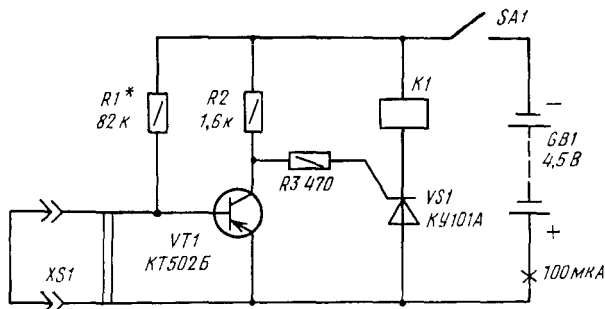 SA1
R1*
82 к
R2
1,6 к
K1
−
GB1
4,5 В
+
R3 470
VS1
КУ101А
VT1
КТ502Б
XS1
100 мкА